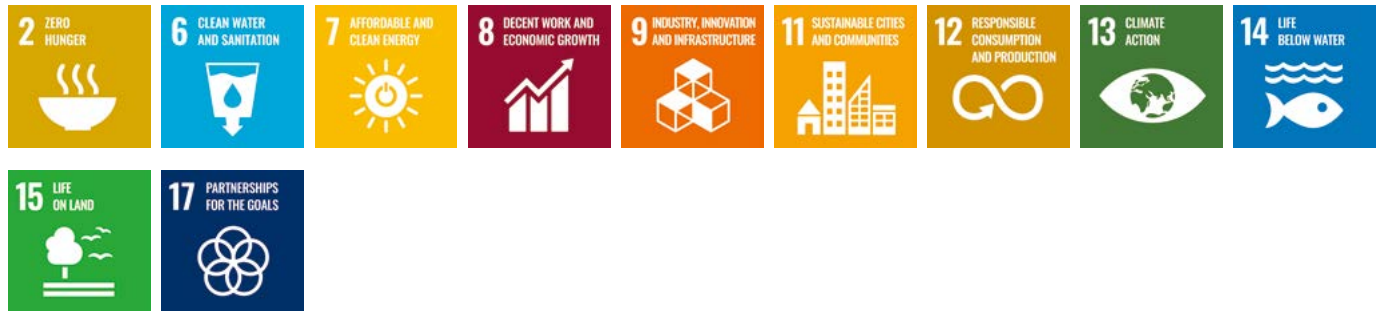 2 ZERO
HUNGER
6 CLEAN WATER
AND SANITATION
7 AFFORDABLE AND
CLEAN ENERGY
8 DECENT WORK AND
ECONOMIC GROWTH
9 INDUSTRY, INNOVATION
AND INFRASTRUCTURE
11 SUSTAINABLE CITIES
AND COMMUNITIES
12 RESPONSIBLE
CONSUMPTION
AND PRODUCTION
13 CLIMATE
ACTION
14 LIFE
BELOW WATER
15 LIFE
ON LAND
17 PARTNERSHIPS
FOR THE GOALS